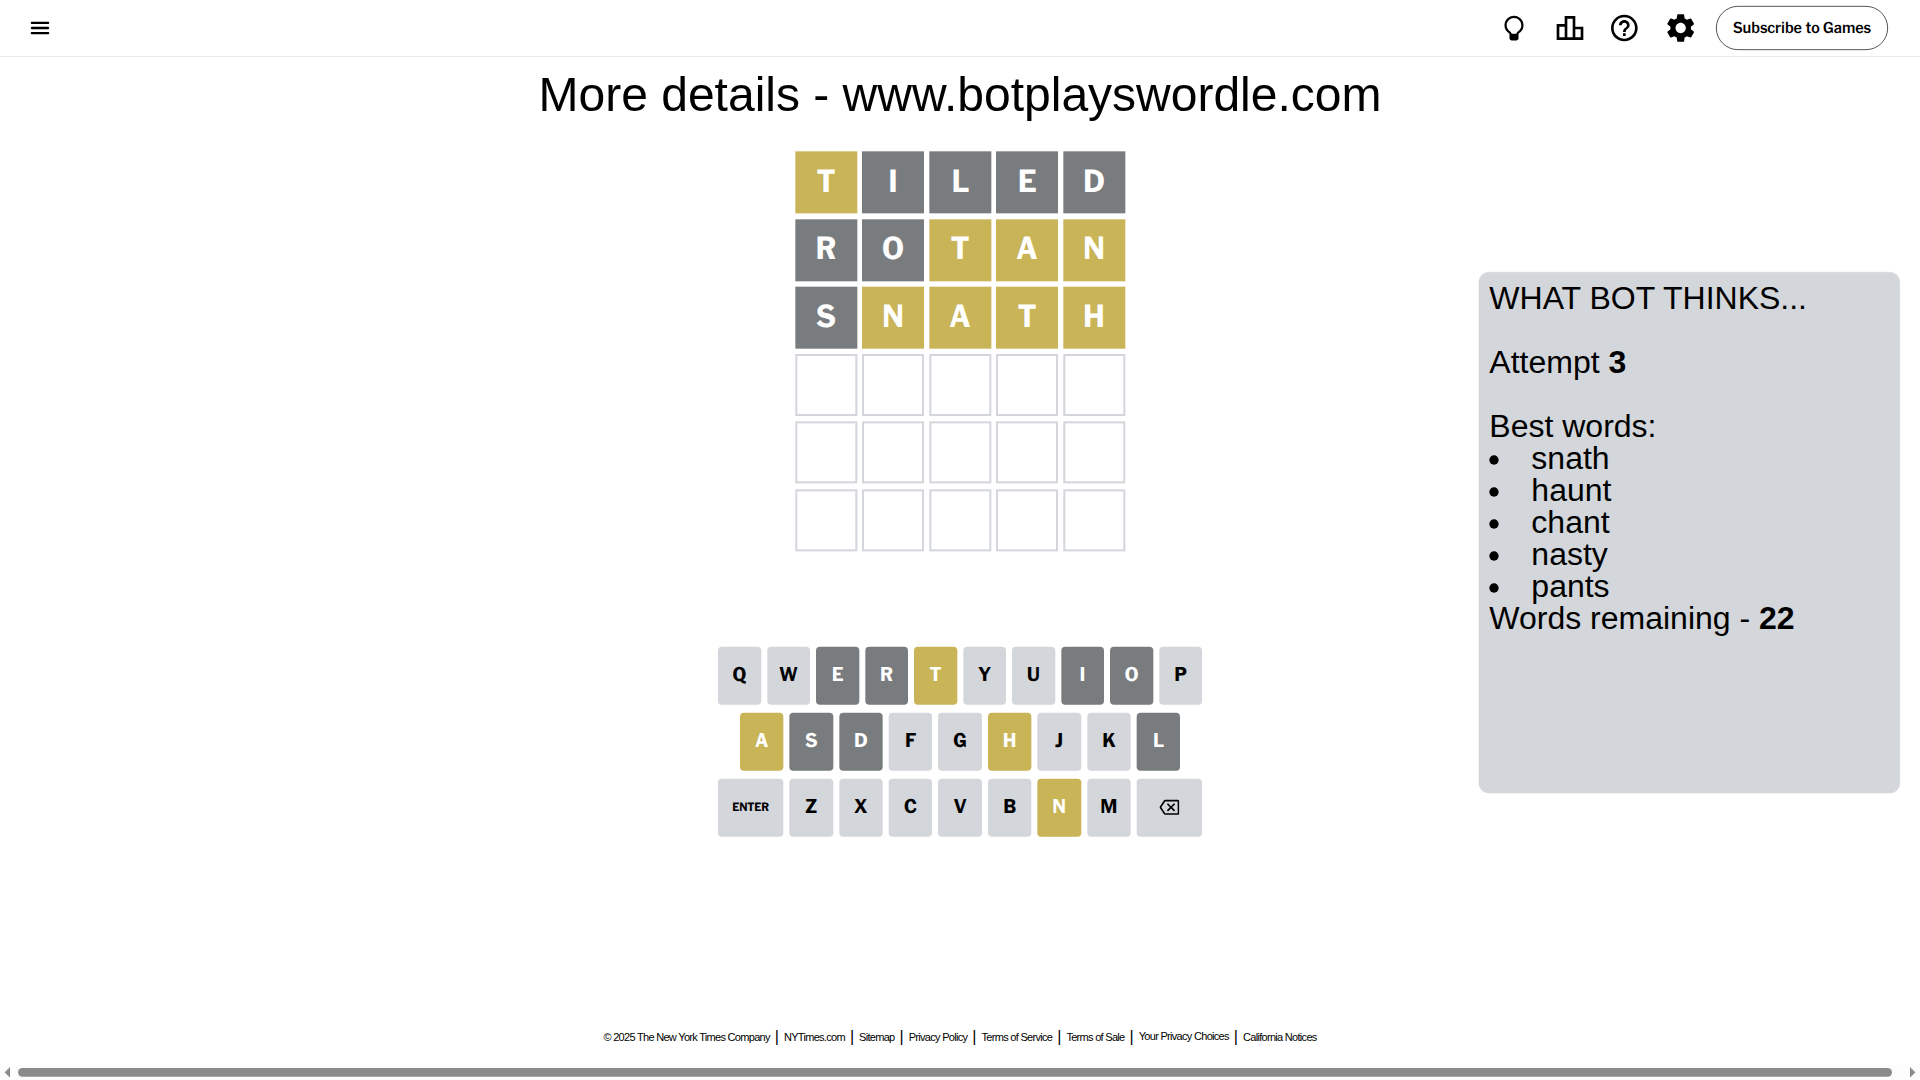 Subscribe to Games
More details - www.botplayswordle.com
T I L E D
R O T A N
S N A T H
WHAT BOT THINKS...
Attempt 3
Best words:
• snath
• haunt
• chant
• nasty
• pants
Words remaining - 22
Q W E R T Y U I O P
A S D F G H J K L
ENTER Z X C V B N M
© 2025 The New York Times Company | NYTimes.com | Sitemap | Privacy Policy | Terms of Service | Terms of Sale | Your Privacy Choices | California Notices